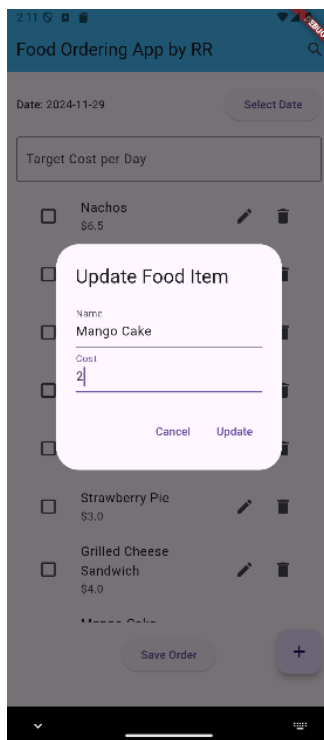 2:11
DEBUG
Food Ordering App by RR
Date: 2024-11-29
Select Date
Target Cost per Day
Nachos
$6.5
Update Food Item
Name
Mango Cake
Cost
2
Cancel
Update
Strawberry Pie
$3.0
Grilled Cheese
Sandwich
$4.0
Mango Cake
Save Order
+